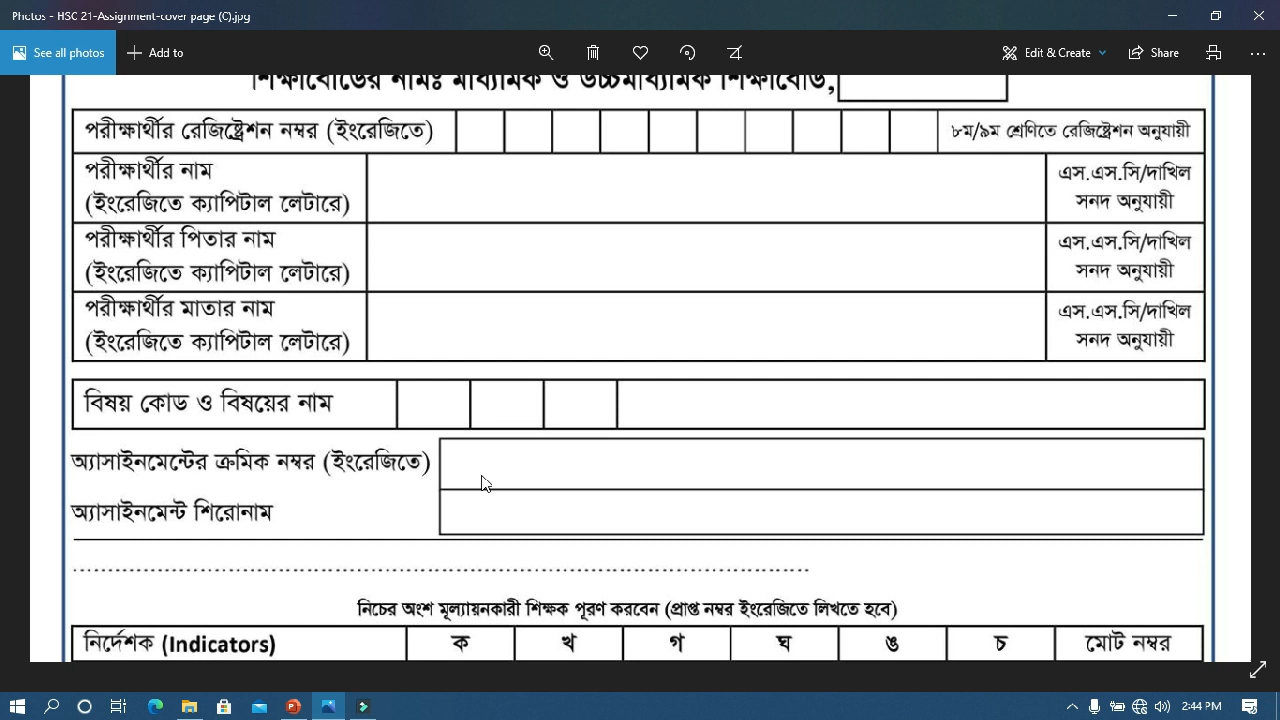 Photos - HSC 21-Assignment-cover page (C).jpg
See all photos
Add to
Edit & Create
Share
শিক্ষাবোর্ডের নামঃ মাধ্যমিক ও উচ্চমাধ্যমিক শিক্ষাবোর্ড,
পরীক্ষার্থীর রেজিষ্ট্রেশন নম্বর (ইংরেজিতে)
৮ম/৯ম শ্রেণিতে রেজিষ্ট্রেশন অনুযায়ী
পরীক্ষার্থীর নাম
(ইংরেজিতে ক্যাপিটাল লেটারে)
এস.এস.সি/দাখিল
সনদ অনুযায়ী
পরীক্ষার্থীর পিতার নাম
(ইংরেজিতে ক্যাপিটাল লেটারে)
এস.এস.সি/দাখিল
সনদ অনুযায়ী
পরীক্ষার্থীর মাতার নাম
(ইংরেজিতে ক্যাপিটাল লেটারে)
এস.এস.সি/দাখিল
সনদ অনুযায়ী
বিষয় কোড ও বিষয়ের নাম
অ্যাসাইনমেন্টের ক্রমিক নম্বর (ইংরেজিতে)
অ্যাসাইনমেন্ট শিরোনাম
নিচের অংশ মূল্যায়নকারী শিক্ষক পূরণ করবেন (প্রাপ্ত নম্বর ইংরেজিতে লিখতে হবে)
নির্দেশক (Indicators) ক খ গ ঘ ঙ চ মোট নম্বর
2:44 PM